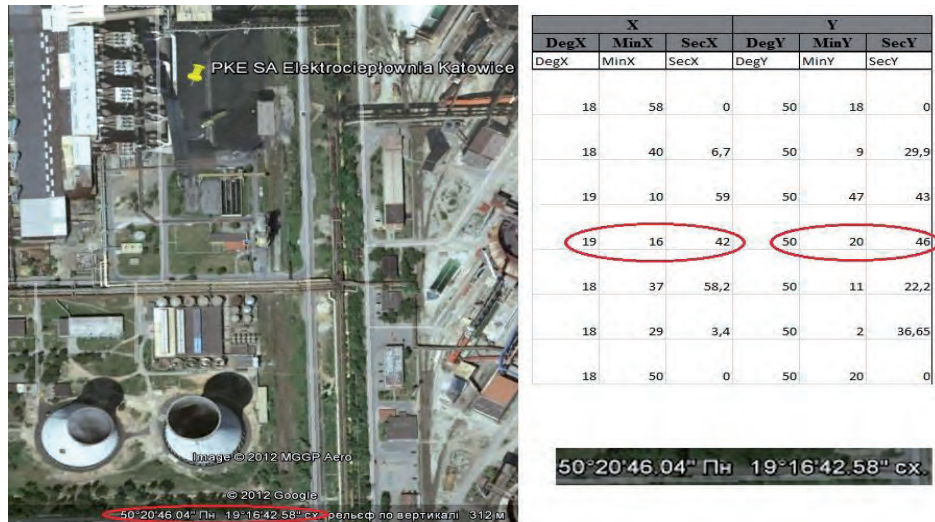 PKE SA Elektrociepłownia Katowice
Image © 2012 MGGP Aero
© 2012 Google
50°20'46.04" Пн 19°16'42.58" сх. рельєф по вертикалі 312 м
X Y
DegX MinX SecX DegY MinY SecY
DegX MinX SecX DegY MinY SecY
18 58 0 50 18 0
18 40 6,7 50 9 29,9
19 10 59 50 47 43
19 16 42 50 20 46
18 37 58,2 50 11 22,2
18 29 3,4 50 2 36,65
18 50 0 50 20 0
50°20'46.04" Пн 19°16'42.58" сх.